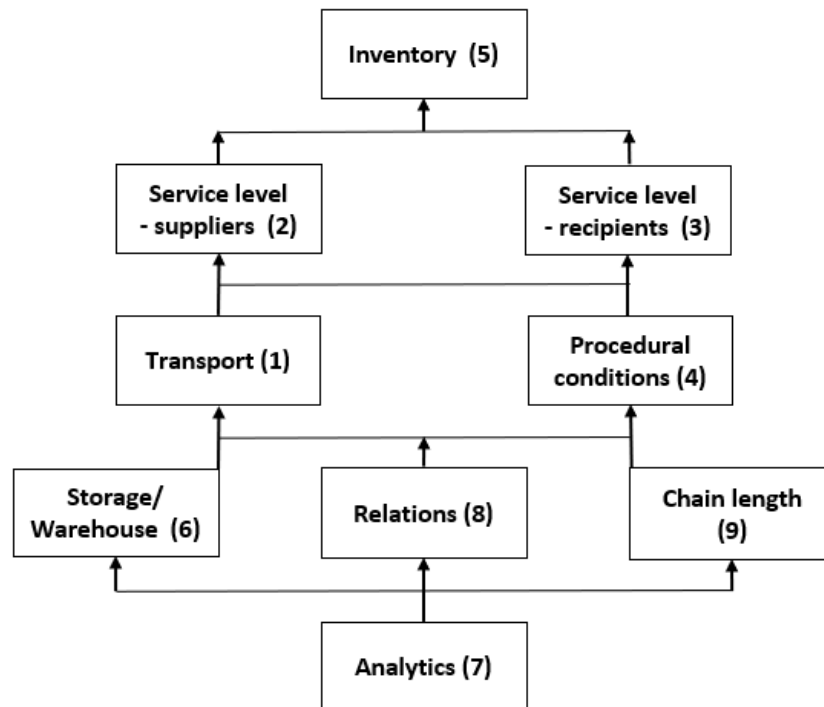 Inventory (5)
Service level
- suppliers (2)
Service level
- recipients (3)
Transport (1)
Procedural
conditions (4)
Storage/
Warehouse (6)
Relations (8)
Chain length
(9)
Analytics (7)